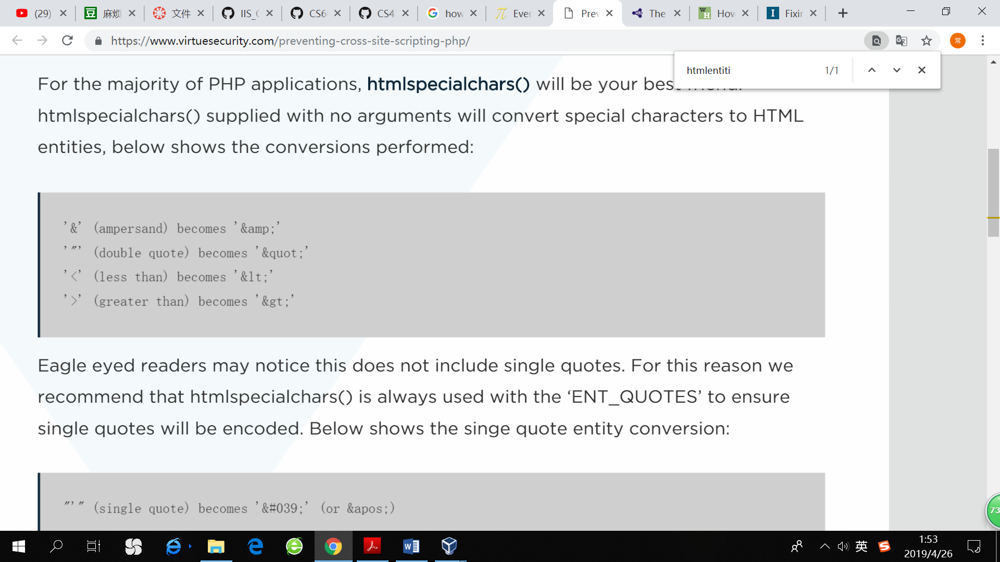 (29)
麻烦
文件
IIS_
CS6
CS4
how
Ever
Prev
The
How
Fixin
https://www.virtuesecurity.com/preventing-cross-site-scripting-php/
常
htmlentiti
1/1
For the majority of PHP applications, htmlspecialchars() will be your best
htmlspecialchars() supplied with no arguments will convert special characters to HTML
entities, below shows the conversions performed:
'&' (ampersand) becomes '&amp;'
'"' (double quote) becomes '&quot;'
'<' (less than) becomes '&lt;'
'>' (greater than) becomes '&gt;'
Eagle eyed readers may notice this does not include single quotes. For this reason we
recommend that htmlspecialchars() is always used with the ‘ENT_QUOTES’ to ensure
single quotes will be encoded. Below shows the singe quote entity conversion:
"'" (single quote) becomes '&#039;' (or &apos;)
73
英
1:53
2019/4/26